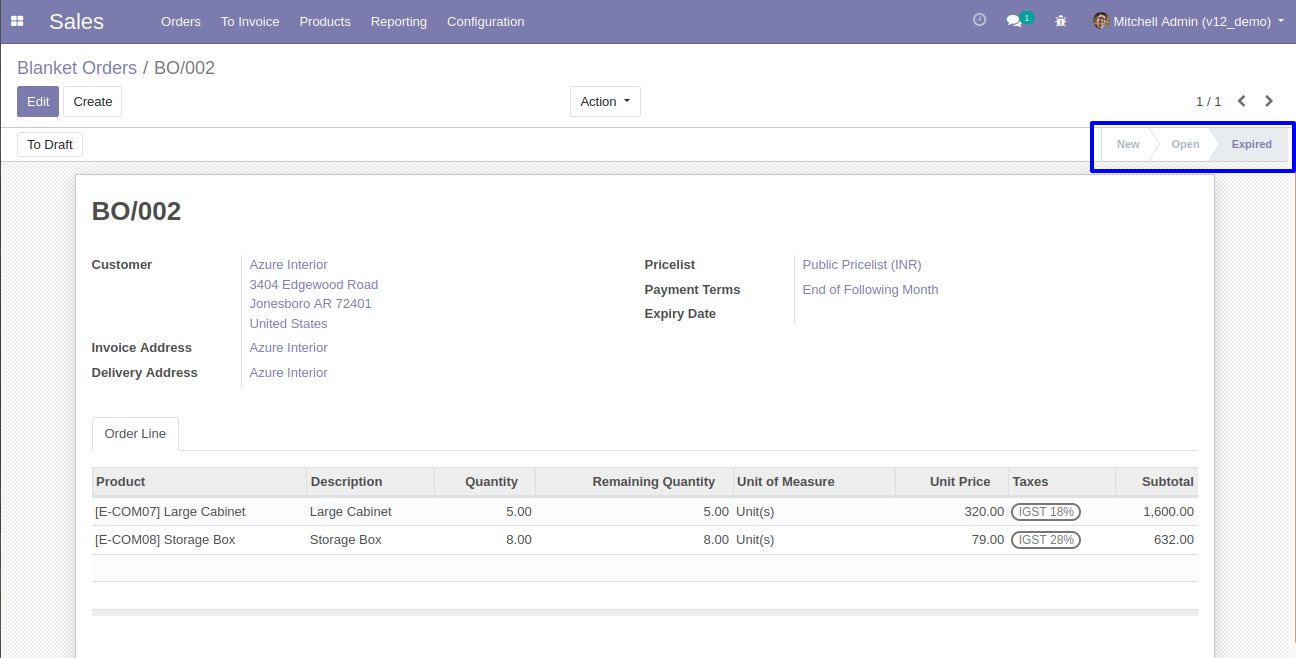 Sales Orders To Invoice Products Reporting Configuration 1 Mitchell Admin (v12_demo)
Blanket Orders / BO/002
Edit Create Action 1 / 1
To Draft New Open Expired
BO/002
Customer Azure Interior Pricelist Public Pricelist (INR)
3404 Edgewood Road Payment Terms End of Following Month
Jonesboro AR 72401 Expiry Date
United States
Invoice Address Azure Interior
Delivery Address Azure Interior
Order Line
Product Description Quantity Remaining Quantity Unit of Measure Unit Price Taxes Subtotal
[E-COM07] Large Cabinet Large Cabinet 5.00 5.00 Unit(s) 320.00 IGST 18% 1,600.00
[E-COM08] Storage Box Storage Box 8.00 8.00 Unit(s) 79.00 IGST 28% 632.00